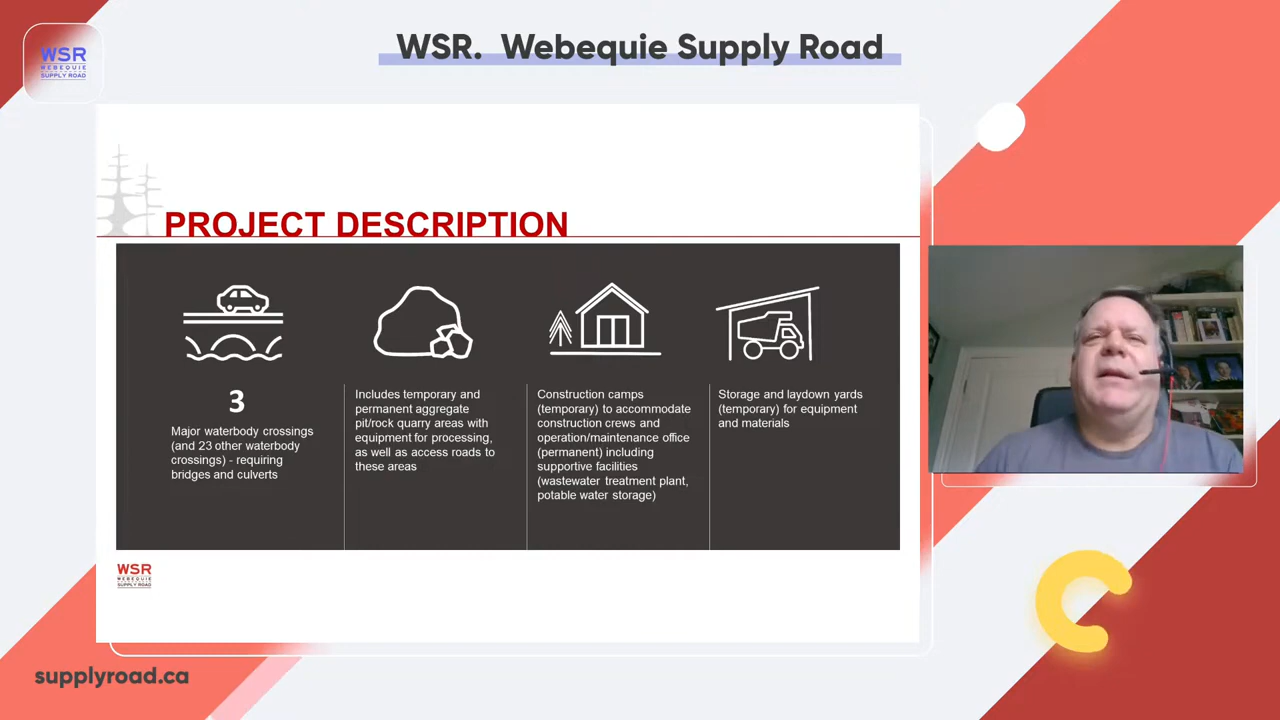 WSR
WEBEQUIE
SUPPLY ROAD
WSR. Webequie Supply Road
PROJECT DESCRIPTION
3
Major waterbody crossings
(and 23 other waterbody
crossings) - requiring
bridges and culverts
Includes temporary and
permanent aggregate
pit/rock quarry areas with
equipment for processing,
as well as access roads to
these areas
Construction camps
(temporary) to accommodate
construction crews and
operation/maintenance office
(permanent) including
supportive facilities
(wastewater treatment plant,
potable water storage)
Storage and laydown yards
(temporary) for equipment
and materials
WSR
WEBEQUIE
SUPPLY ROAD
supplyroad.ca